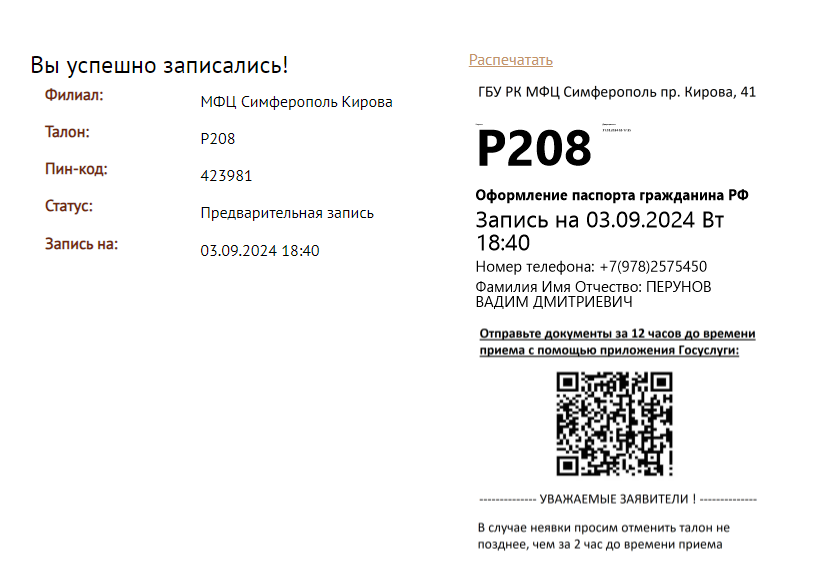 Вы успешно записались!
Филиал:
МФЦ Симферополь Кирова
Талон:
P208
Пин-код:
423981
Статус:
Предварительная запись
Запись на:
03.09.2024 18:40
Распечатать
ГБУ РК МФЦ Симферополь пр. Кирова, 41
P208
Оформление паспорта гражданина РФ
Запись на 03.09.2024 Вт
18:40
Номер телефона: +7(978)2575450
Фамилия Имя Отчество: ПЕРУНОВ
ВАДИМ ДМИТРИЕВИЧ
Отправьте документы за 12 часов до времени
приема с помощью приложения Госуслуги:
-------------- УВАЖАЕМЫЕ ЗАЯВИТЕЛИ ! --------------
В случае неявки просим отменить талон не
позднее, чем за 2 час до времени приема